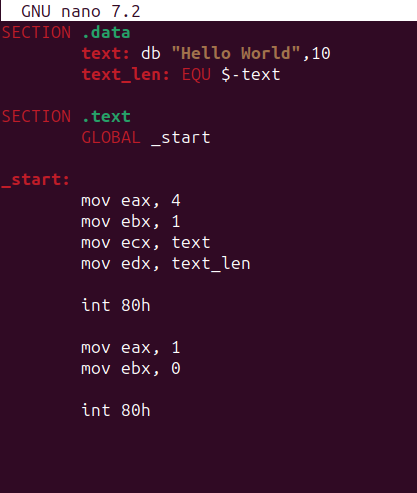 GNU nano 7.2
SECTION .data
text: db "Hello World",10
text_len: EQU $-text
SECTION .text
GLOBAL _start
_start:
mov eax, 4
mov ebx, 1
mov ecx, text
mov edx, text_len
int 80h
mov eax, 1
mov ebx, 0
int 80h